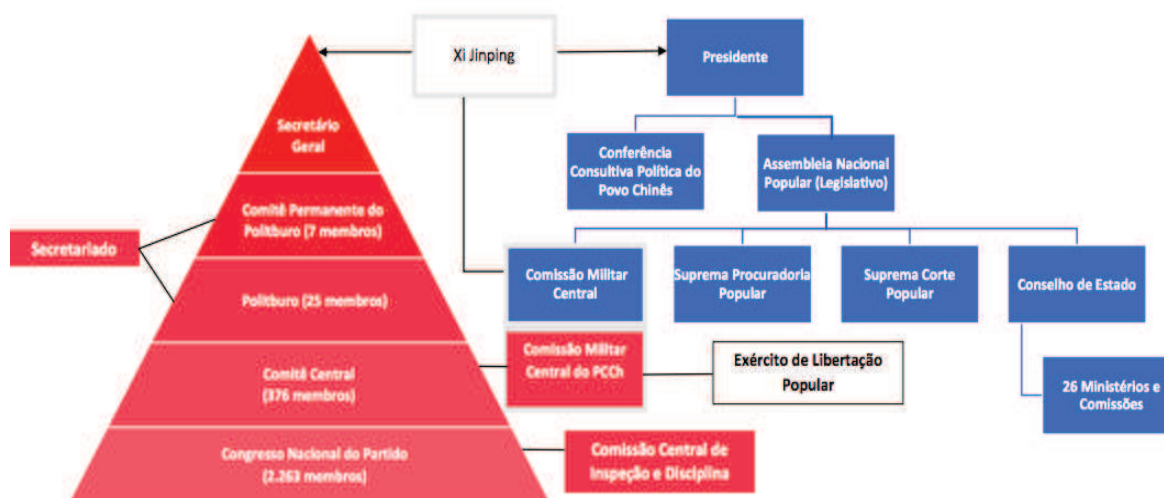 Xi Jinping
Presidente
Secretário
Geral
Conferência
Consultiva Política do
Povo Chinês
Assembleia Nacional
Popular (Legislativo)
Comitê Permanente do
Politburo (7 membros)
Secretariado
Politburo (25 membros)
Comissão Militar
Central
Suprema Procuradoria
Popular
Suprema Corte
Popular
Conselho de Estado
Comitê Central
(376 membros)
Comissão Militar
Central do PCCh
Exército de Libertação
Popular
26 Ministérios e
Comissões
Congresso Nacional do Partido
(2.263 membros)
Comissão Central de
Inspeção e Disciplina